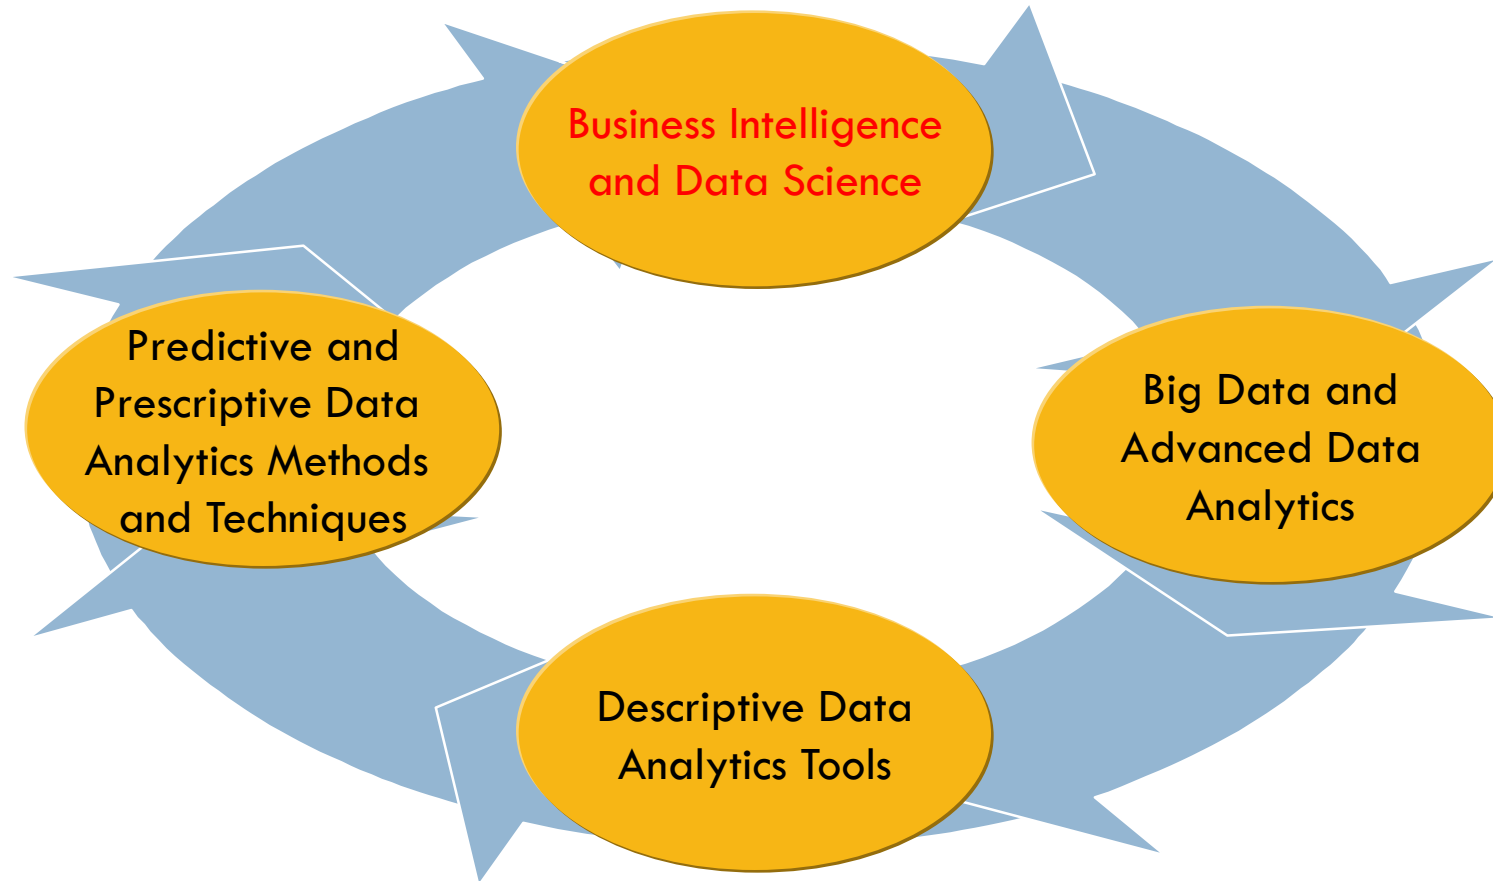 Business Intelligence
and Data Science
Big Data and
Advanced Data
Analytics
Descriptive Data
Analytics Tools
Predictive and
Prescriptive Data
Analytics Methods
and Techniques